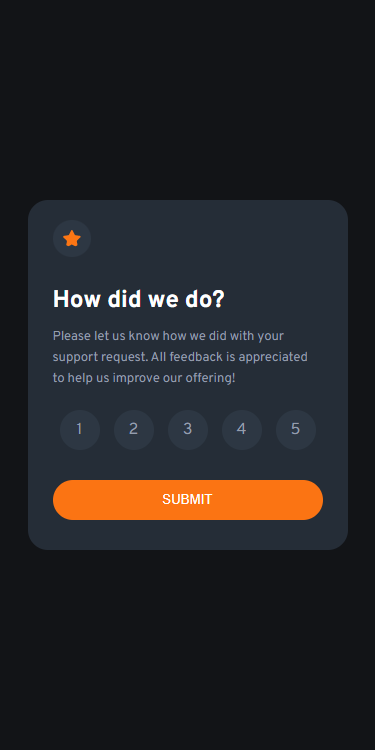 How did we do?
Please let us know how we did with your
support request. All feedback is appreciated
to help us improve our offering!
1 2 3 4 5
SUBMIT